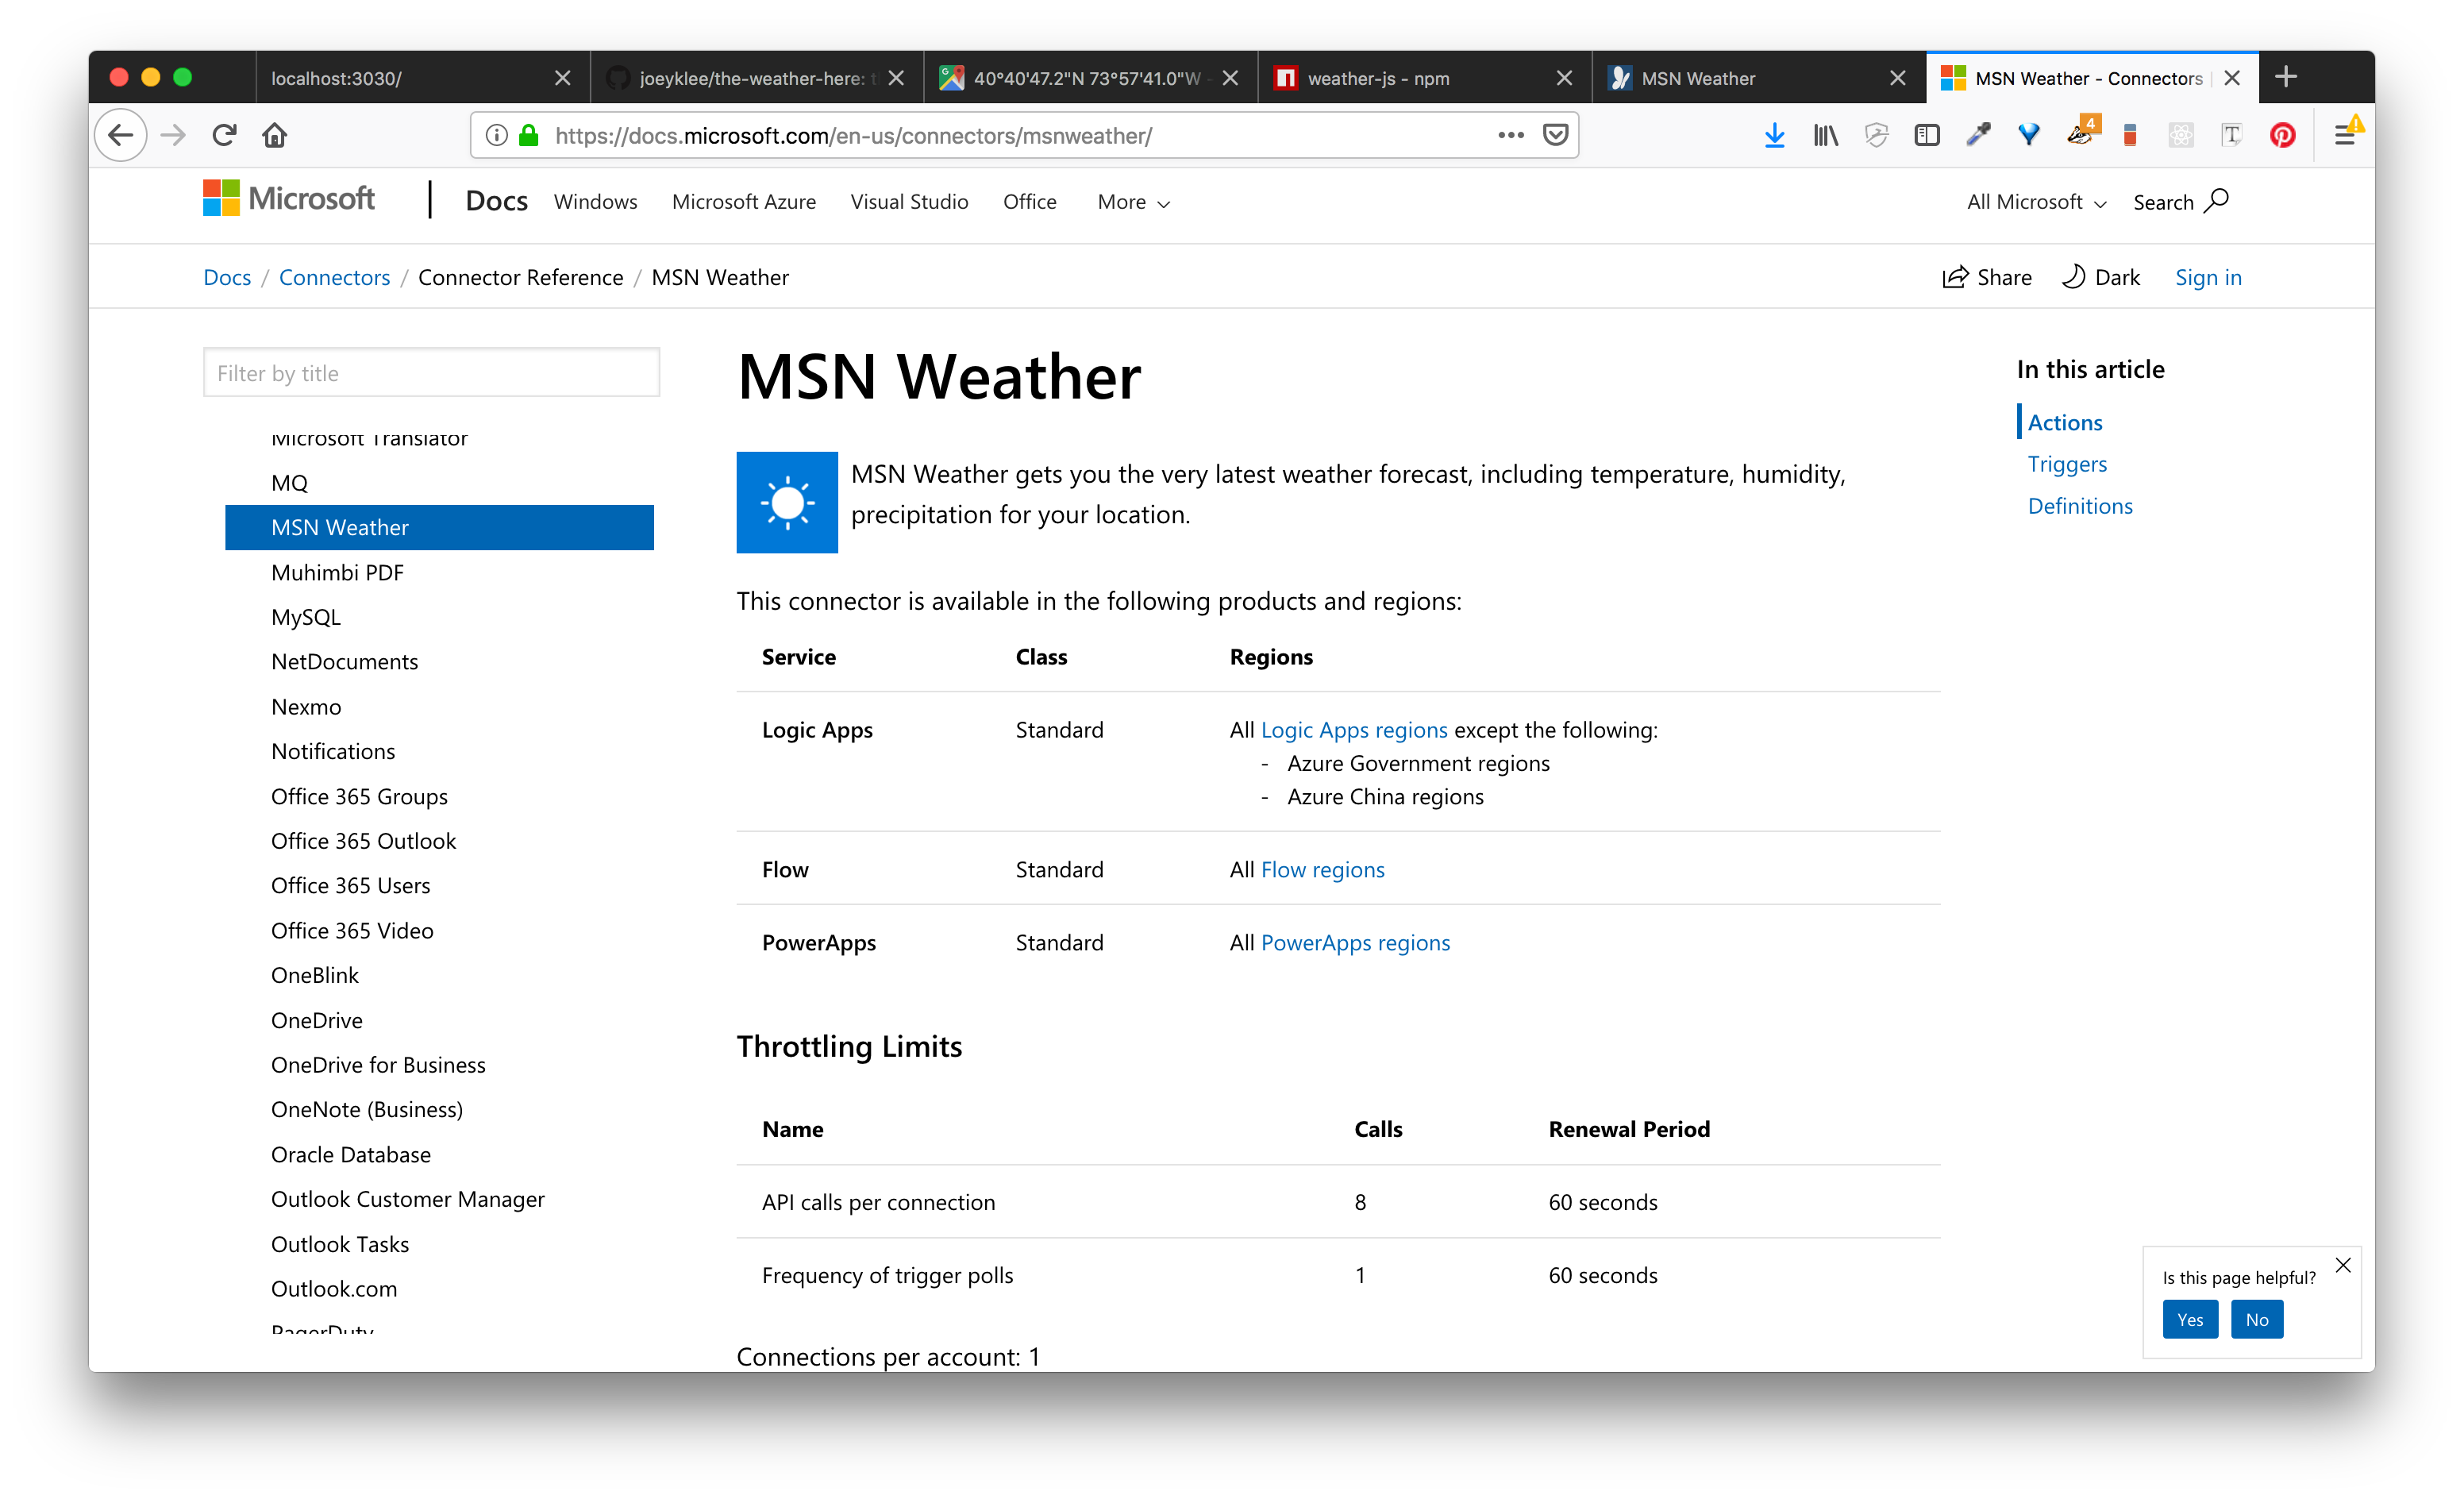 localhost:3030/
joeyklee/the-weather-here: t
40°40'47.2"N 73°57'41.0"W -
weather-js - npm
MSN Weather
MSN Weather - Connectors |
https://docs.microsoft.com/en-us/connectors/msnweather/
4
Microsoft
Docs
Windows
Microsoft Azure
Visual Studio
Office
More
All Microsoft
Search
Docs / Connectors / Connector Reference / MSN Weather
Share
Dark
Sign in
Filter by title
Microsoft Translator
MQ
MSN Weather
Muhimbi PDF
MySQL
NetDocuments
Nexmo
Notifications
Office 365 Groups
Office 365 Outlook
Office 365 Users
Office 365 Video
OneBlink
OneDrive
OneDrive for Business
OneNote (Business)
Oracle Database
Outlook Customer Manager
Outlook Tasks
Outlook.com
PagerDuty
MSN Weather
MSN Weather gets you the very latest weather forecast, including temperature, humidity,
precipitation for your location.
This connector is available in the following products and regions:
Service Class Regions
Logic Apps Standard All Logic Apps regions except the following:
- Azure Government regions
- Azure China regions
Flow Standard All Flow regions
PowerApps Standard All PowerApps regions
Throttling Limits
Name Calls Renewal Period
API calls per connection 8 60 seconds
Frequency of trigger polls 1 60 seconds
Connections per account: 1
In this article
Actions
Triggers
Definitions
Is this page helpful?
Yes
No